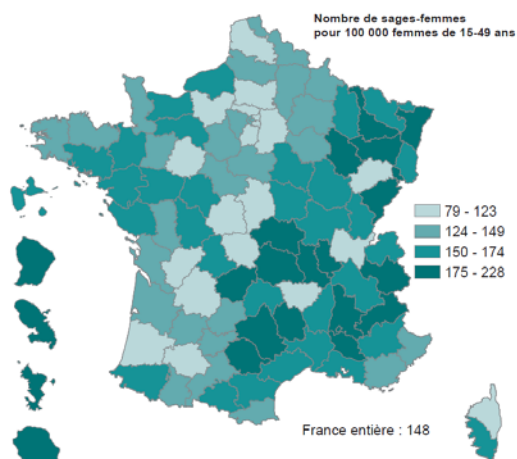 Nombre de sages-femmes
pour 100 000 femmes de 15-49 ans
79 - 123
124 - 149
150 - 174
175 - 228
France entière : 148